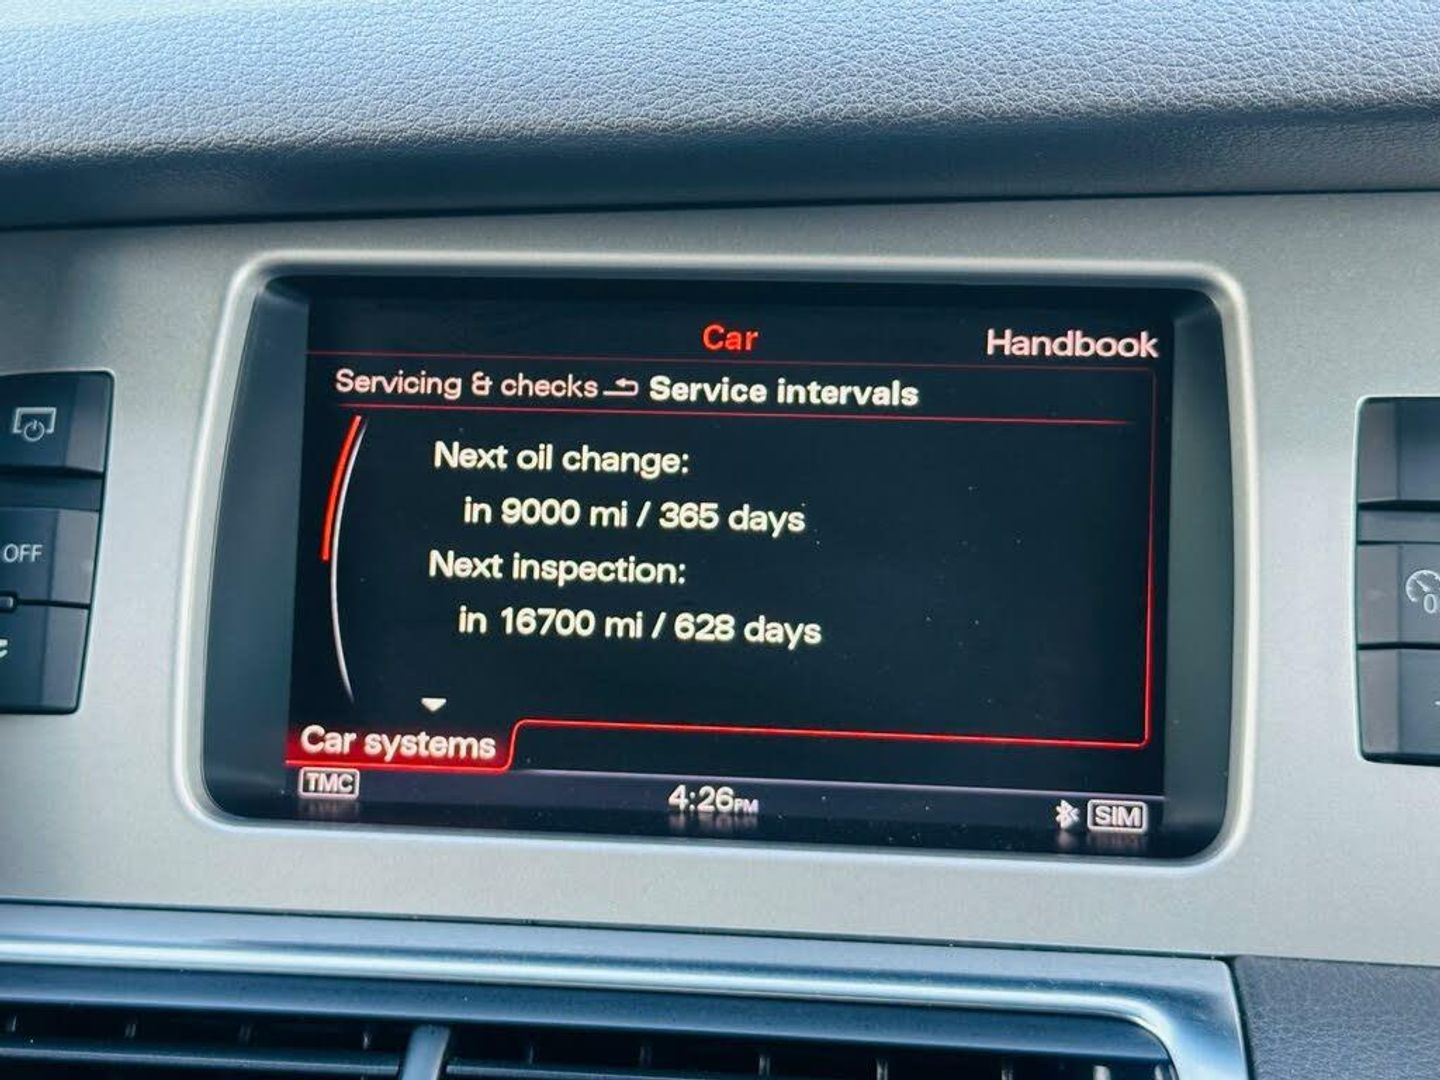 Car
Handbook
Servicing & checks Service intervals
Next oil change:
in 9000 mi / 365 days
Next inspection:
in 16700 mi / 628 days
Car systems
TMC
4:26PM
SIM
OFF